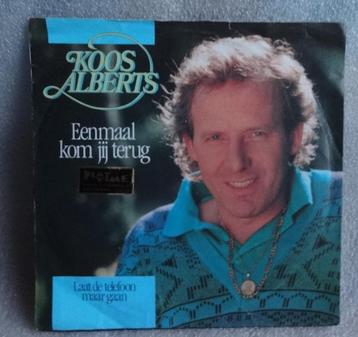 KOOS
ALBERTS
Eenmaal
kom jij terug
Laat de telefoon
maar gaan